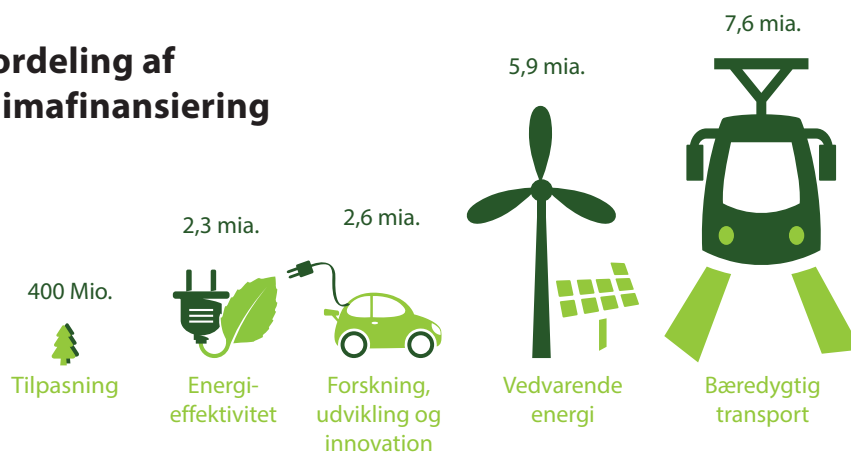 ordeling af
imafinansiering
400 Mio.
Tilpasning
2,3 mia.
Energi-
effektivitet
2,6 mia.
Forskning,
udvikling og
innovation
5,9 mia.
Vedvarende
energi
7,6 mia.
Bæredygtig
transport